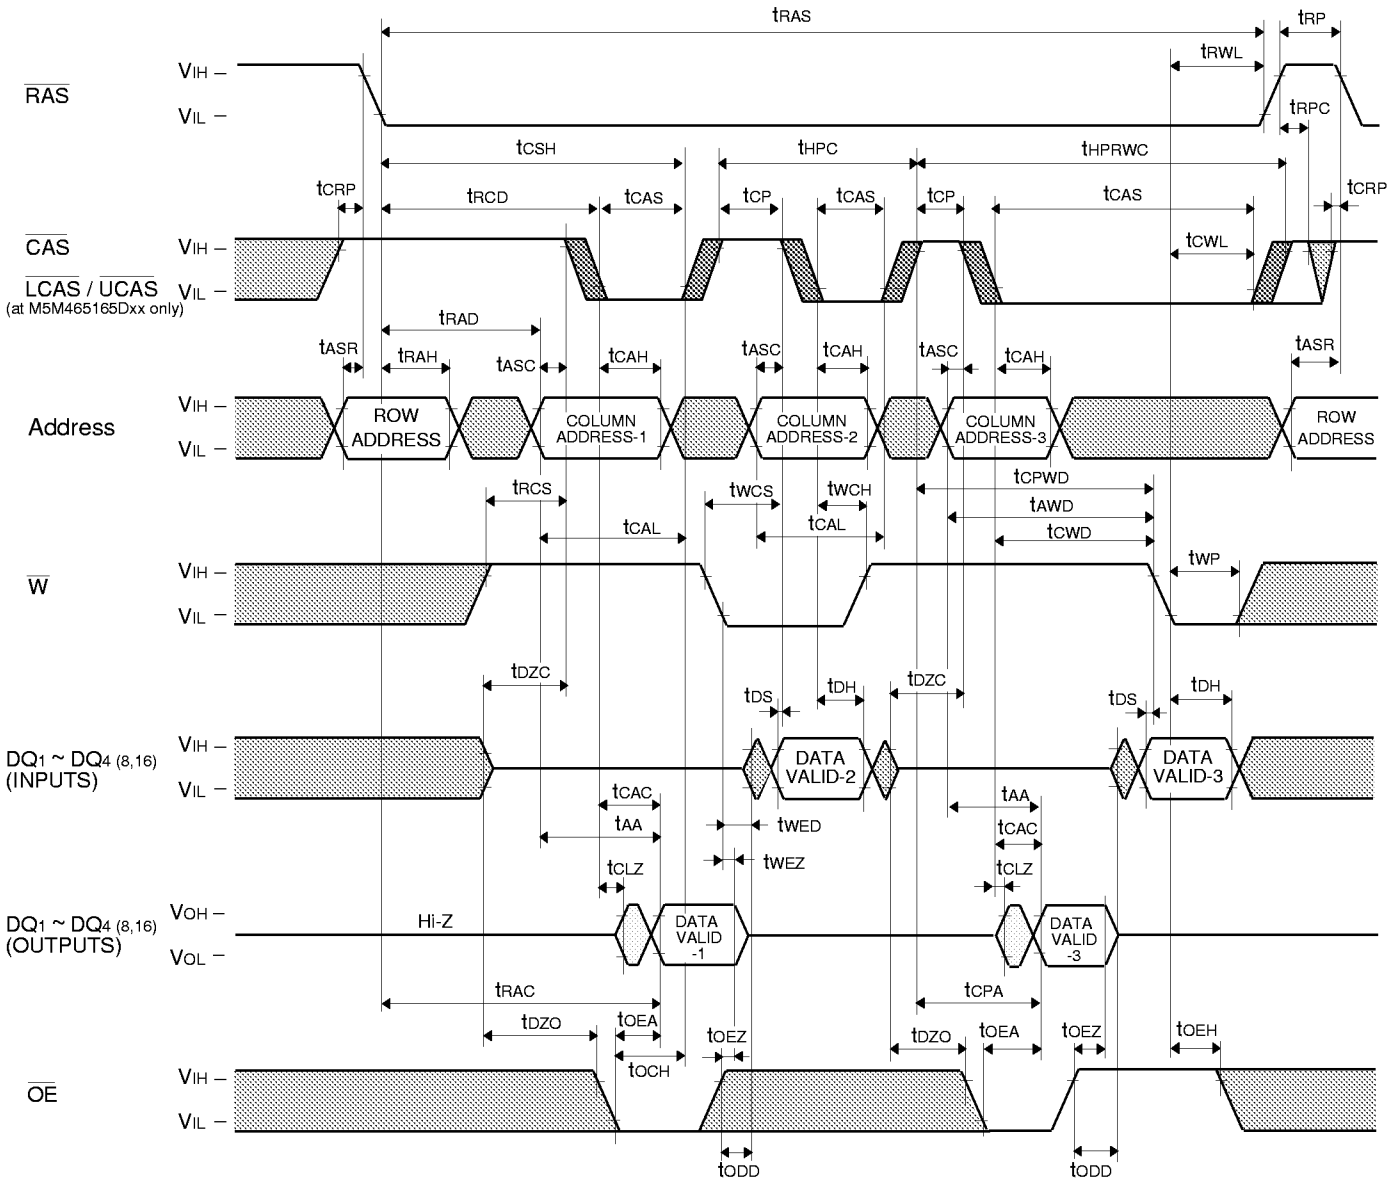 tRAS
tRP
tRWL
RAS
VIH
VIL
tRPC
tCSH
tHPC
tHPRWC
tCRP
tRCD
tCAS
tCP
tCAS
tCP
tCAS
tCRP
CAS
VIH
tCWL
LCAS / UCAS
VIL
(at M5M465165Dxx only)
tRAD
tASR
tRAH
tASC
tCAH
tASC
tCAH
tASC
tCAH
tASR
Address
VIH
VIL
ROW
ADDRESS
COLUMN
ADDRESS-1
COLUMN
ADDRESS-2
COLUMN
ADDRESS-3
ROW
ADDRESS
tRCS
tWCS
tWCH
tCPWD
tAWD
tCAL
tCAL
tCWD
W
VIH
VIL
tWP
tDZC
tDS
tDH
tDZC
tDS
tDH
DQ1 ~ DQ4 (8,16)
(INPUTS)
VIH
VIL
DATA
VALID-2
DATA
VALID-3
tCAC
tAA
tWED
tWEZ
tAA
tCAC
tCLZ
tCLZ
DQ1 ~ DQ4 (8,16)
(OUTPUTS)
VOH
VOL
Hi-Z
DATA
VALID
-1
DATA
VALID
-3
tRAC
tCPA
tDZO
tOEA
tOEZ
tDZO
tOEA
tOEZ
tOEH
tOCH
OE
VIH
VIL
tODD
tODD